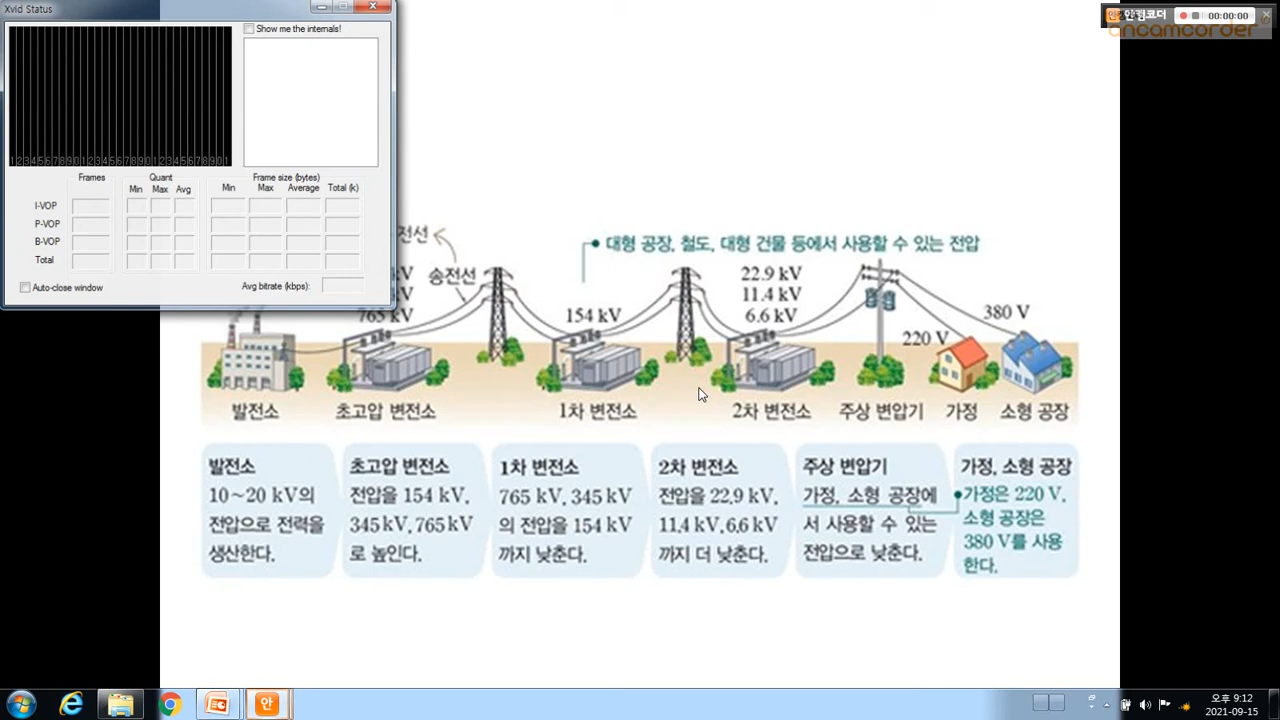 Xvid Status
Show me the internals!
1234567890123456789012345678901
Frames
Quant
Frame size (bytes)
Min Max Avg
Min Max Average Total (k)
I-VOP
P-VOP
B-VOP
Total
Auto-close window
Avg bitrate (kbps):
안캠코더
00:00:00
ancamcorder
전선
송전선
대형 공장, 철도, 대형 건물 등에서 사용할 수 있는 전압
kV
kV
765 kV
154 kV
22.9 kV
11.4 kV
6.6 kV
220 V
380 V
발전소
초고압 변전소
1차 변전소
2차 변전소
주상 변압기
가정
소형 공장
발전소
10~20 kV의
전압으로 전력을
생산한다.
초고압 변전소
전압을 154 kV,
345 kV, 765 kV
로 높인다.
1차 변전소
765 kV, 345 kV
의 전압을 154 kV
까지 낮춘다.
2차 변전소
전압을 22.9 kV,
11.4 kV, 6.6 kV
까지 더 낮춘다.
주상 변압기
가정, 소형 공장에
서 사용할 수 있는
전압으로 낮춘다.
가정, 소형 공장
가정은 220 V,
소형 공장은
380 V를 사용
한다.
안
오후 9:12
2021-09-15